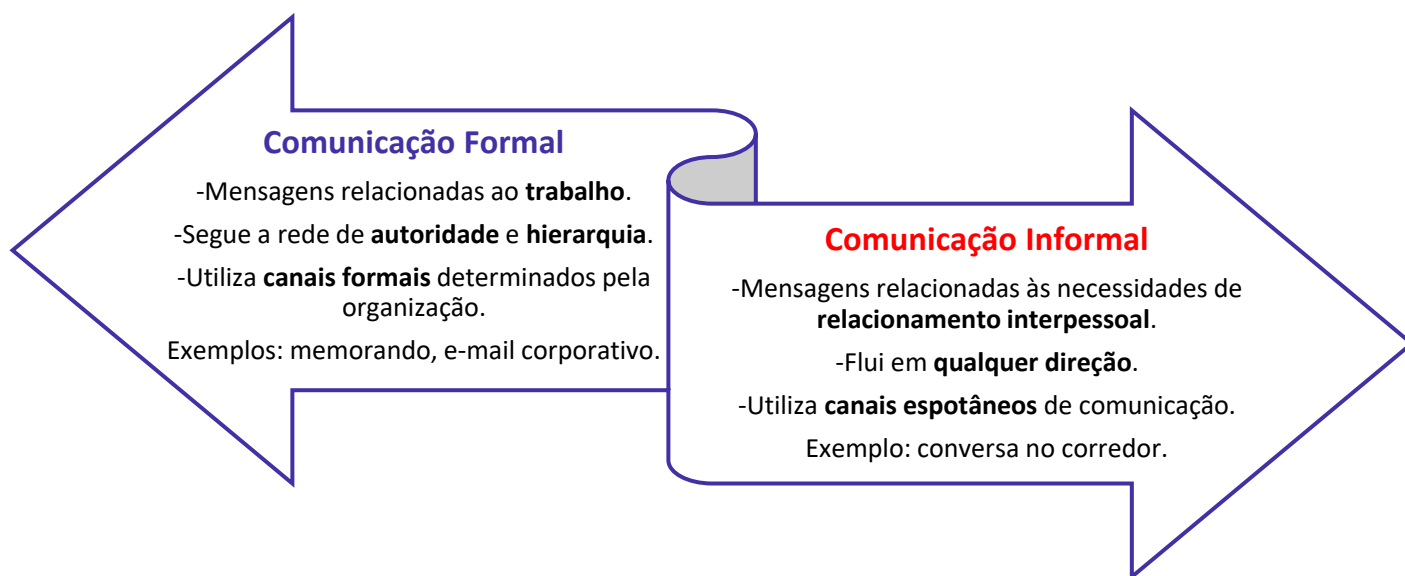 Comunicação Formal
-Mensagens relacionadas ao trabalho.
-Segue a rede de autoridade e hierarquia.
-Utiliza canais formais determinados pela
organização.
Exemplos: memorando, e-mail corporativo.
Comunicação Informal
-Mensagens relacionadas às necessidades de
relacionamento interpessoal.
-Flui em qualquer direção.
-Utiliza canais espotâneos de comunicação.
Exemplo: conversa no corredor.